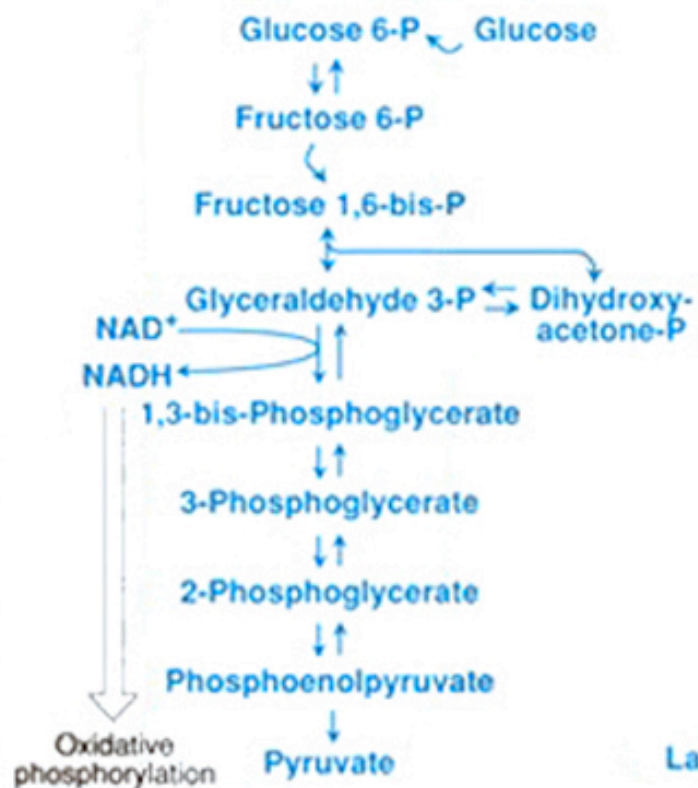 Glucose 6-P Glucose
Fructose 6-P
Fructose 1,6-bis-P
Glyceraldehyde 3-P Dihydroxy-
acetone-P
NAD⁺
NADH
1,3-bis-Phosphoglycerate
3-Phosphoglycerate
2-Phosphoglycerate
Phosphoenolpyruvate
Oxidative
phosphorylation
Pyruvate
La